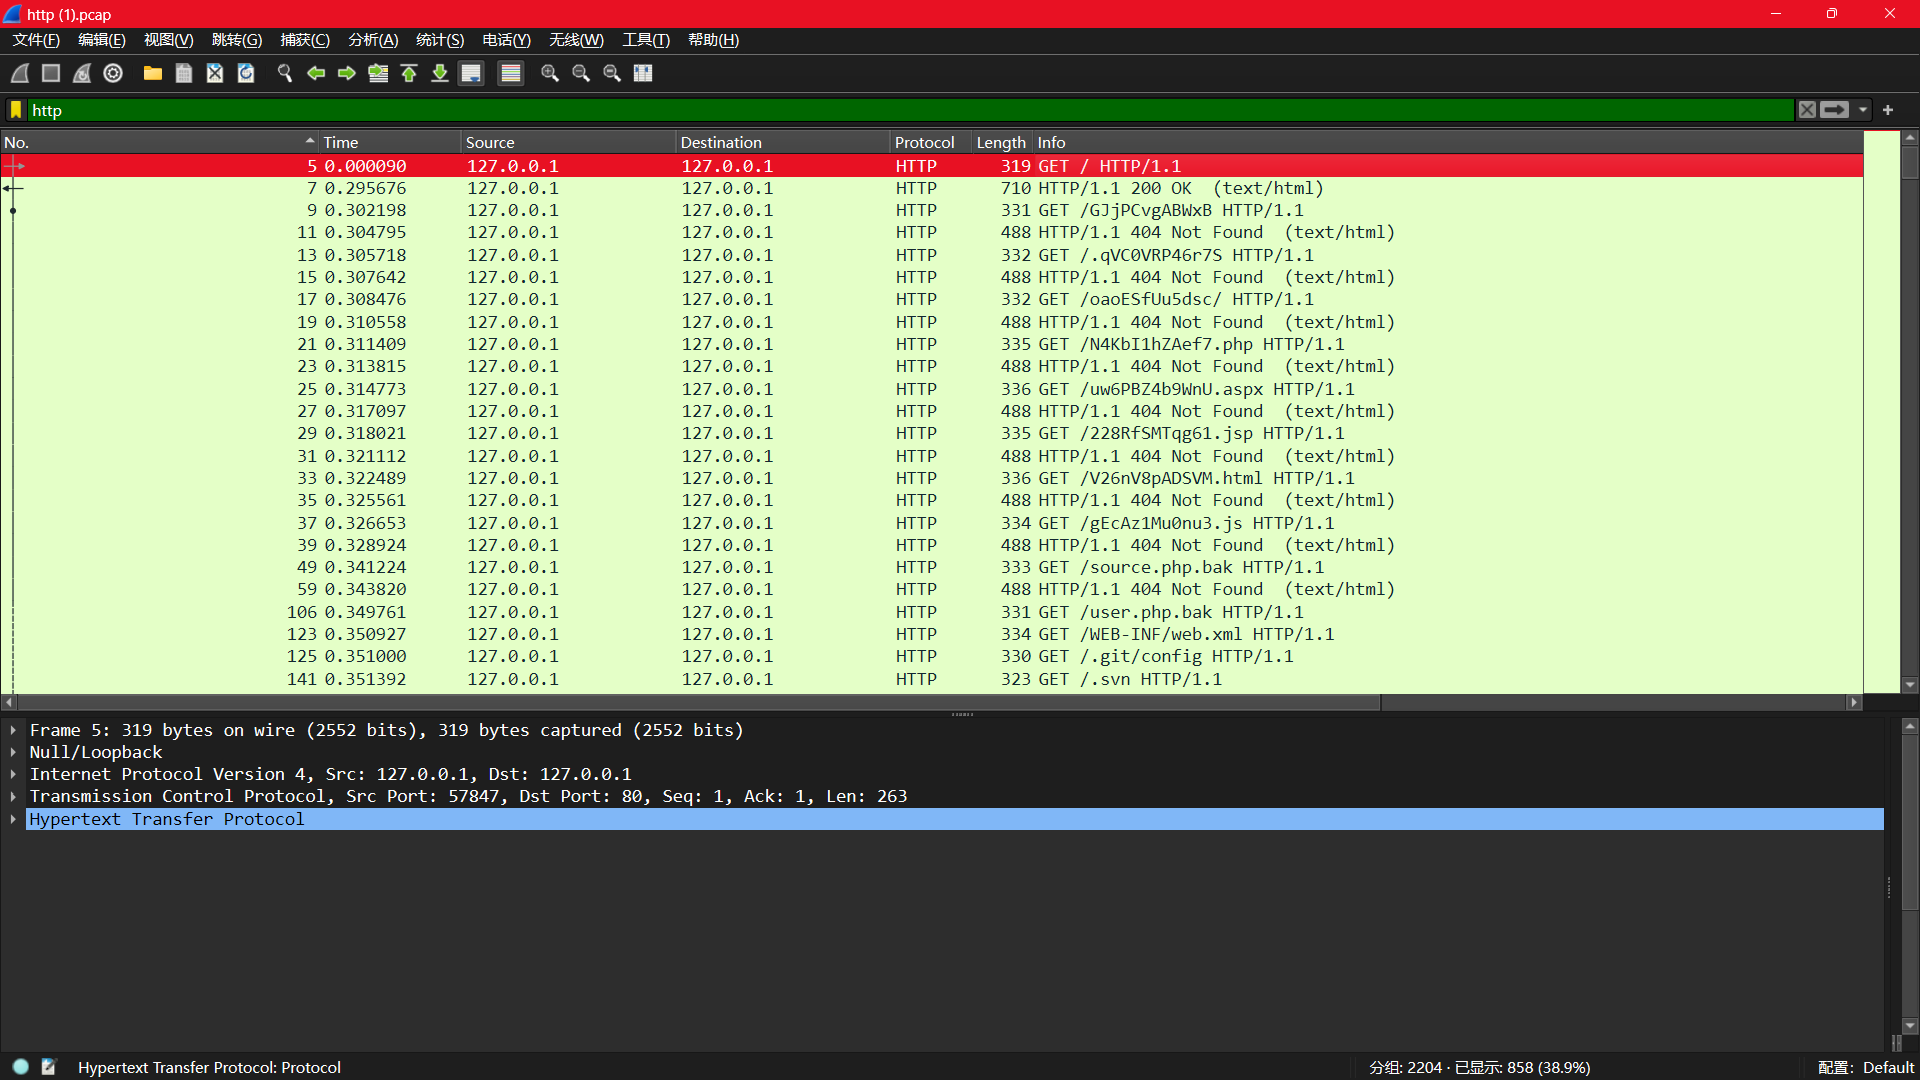 http (1).pcap
文件(F) 编辑(E) 视图(V) 跳转(G) 捕获(C) 分析(A) 统计(S) 电话(Y) 无线(W) 工具(T) 帮助(H)
http
No. Time Source Destination Protocol Length Info
5 0.000090 127.0.0.1 127.0.0.1 HTTP 319 GET / HTTP/1.1
7 0.295676 127.0.0.1 127.0.0.1 HTTP 710 HTTP/1.1 200 OK (text/html)
9 0.302198 127.0.0.1 127.0.0.1 HTTP 331 GET /GJjPCvgABWxB HTTP/1.1
11 0.304795 127.0.0.1 127.0.0.1 HTTP 488 HTTP/1.1 404 Not Found (text/html)
13 0.305718 127.0.0.1 127.0.0.1 HTTP 332 GET /.qVC0VRP46r7S HTTP/1.1
15 0.307642 127.0.0.1 127.0.0.1 HTTP 488 HTTP/1.1 404 Not Found (text/html)
17 0.308476 127.0.0.1 127.0.0.1 HTTP 332 GET /oaoESfUu5dsc/ HTTP/1.1
19 0.310558 127.0.0.1 127.0.0.1 HTTP 488 HTTP/1.1 404 Not Found (text/html)
21 0.311409 127.0.0.1 127.0.0.1 HTTP 335 GET /N4KbI1hZAef7.php HTTP/1.1
23 0.313815 127.0.0.1 127.0.0.1 HTTP 488 HTTP/1.1 404 Not Found (text/html)
25 0.314773 127.0.0.1 127.0.0.1 HTTP 336 GET /uw6PBZ4b9WnU.aspx HTTP/1.1
27 0.317097 127.0.0.1 127.0.0.1 HTTP 488 HTTP/1.1 404 Not Found (text/html)
29 0.318021 127.0.0.1 127.0.0.1 HTTP 335 GET /228RfSMTqg61.jsp HTTP/1.1
31 0.321112 127.0.0.1 127.0.0.1 HTTP 488 HTTP/1.1 404 Not Found (text/html)
33 0.322489 127.0.0.1 127.0.0.1 HTTP 336 GET /V26nV8pADSVM.html HTTP/1.1
35 0.325561 127.0.0.1 127.0.0.1 HTTP 488 HTTP/1.1 404 Not Found (text/html)
37 0.326653 127.0.0.1 127.0.0.1 HTTP 334 GET /gEcAz1Mu0nu3.js HTTP/1.1
39 0.328924 127.0.0.1 127.0.0.1 HTTP 488 HTTP/1.1 404 Not Found (text/html)
49 0.341224 127.0.0.1 127.0.0.1 HTTP 333 GET /source.php.bak HTTP/1.1
59 0.343820 127.0.0.1 127.0.0.1 HTTP 488 HTTP/1.1 404 Not Found (text/html)
106 0.349761 127.0.0.1 127.0.0.1 HTTP 331 GET /user.php.bak HTTP/1.1
123 0.350927 127.0.0.1 127.0.0.1 HTTP 334 GET /WEB-INF/web.xml HTTP/1.1
125 0.351000 127.0.0.1 127.0.0.1 HTTP 330 GET /.git/config HTTP/1.1
141 0.351392 127.0.0.1 127.0.0.1 HTTP 323 GET /.svn HTTP/1.1
Frame 5: 319 bytes on wire (2552 bits), 319 bytes captured (2552 bits)
Null/Loopback
Internet Protocol Version 4, Src: 127.0.0.1, Dst: 127.0.0.1
Transmission Control Protocol, Src Port: 57847, Dst Port: 80, Seq: 1, Ack: 1, Len: 263
Hypertext Transfer Protocol
Hypertext Transfer Protocol: Protocol 分组: 2204 · 已显示: 858 (38.9%) 配置: Default